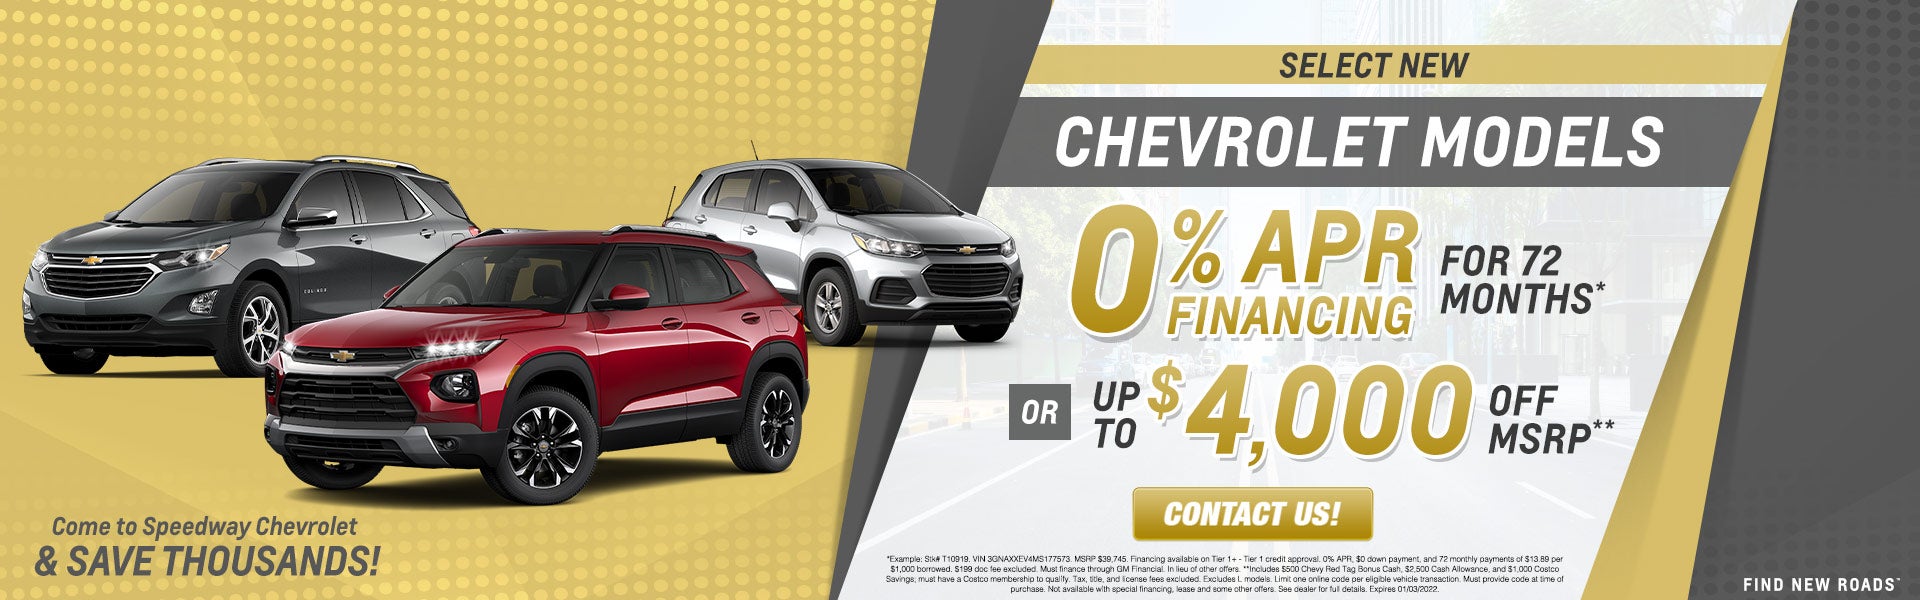 SELECT NEW
CHEVROLET MODELS
0% APR
FINANCING
FOR 72
MONTHS*
OR
UP
TO
$4,000
OFF
MSRP**
CONTACT US!
Come to Speedway Chevrolet
& SAVE THOUSANDS!
*Example: Stk# T10919. VIN 3GNAXXEV4MS177573. MSRP $39,745. Financing available on Tier 1+ - Tier 1 credit approval. 0% APR, $0 down payment, and 72 monthly payments of $13.89 per
$1,000 borrowed. $199 doc fee excluded. Must finance through GM Financial. In lieu of other offers. **Includes $500 Chevy Red Tag Bonus Cash, $2,500 Cash Allowance, and $1,000 Costco
Savings; must have a Costco membership to qualify. Tax, title, and license fees excluded. Excludes L models. Limit one online code per eligible vehicle transaction. Must provide code at time of
purchase. Not available with special financing, lease and some other offers. See dealer for full details. Expires 01/03/2022.
FIND NEW ROADS™